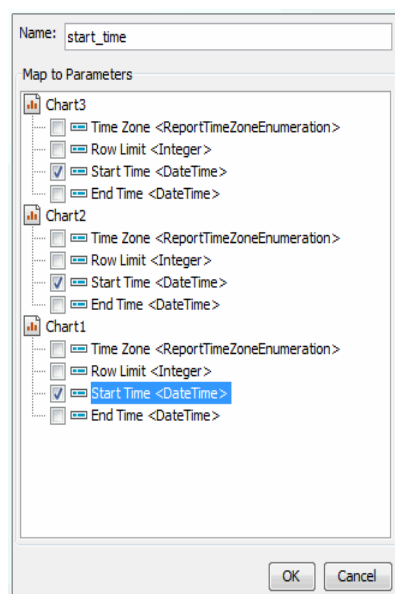 Name: start_time
Map to Parameters
Chart3
Time Zone <ReportTimeZoneEnumeration>
Row Limit <Integer>
Start Time <DateTime>
End Time <DateTime>
Chart2
Time Zone <ReportTimeZoneEnumeration>
Row Limit <Integer>
Start Time <DateTime>
End Time <DateTime>
Chart1
Time Zone <ReportTimeZoneEnumeration>
Row Limit <Integer>
Start Time <DateTime>
End Time <DateTime>
OK Cancel